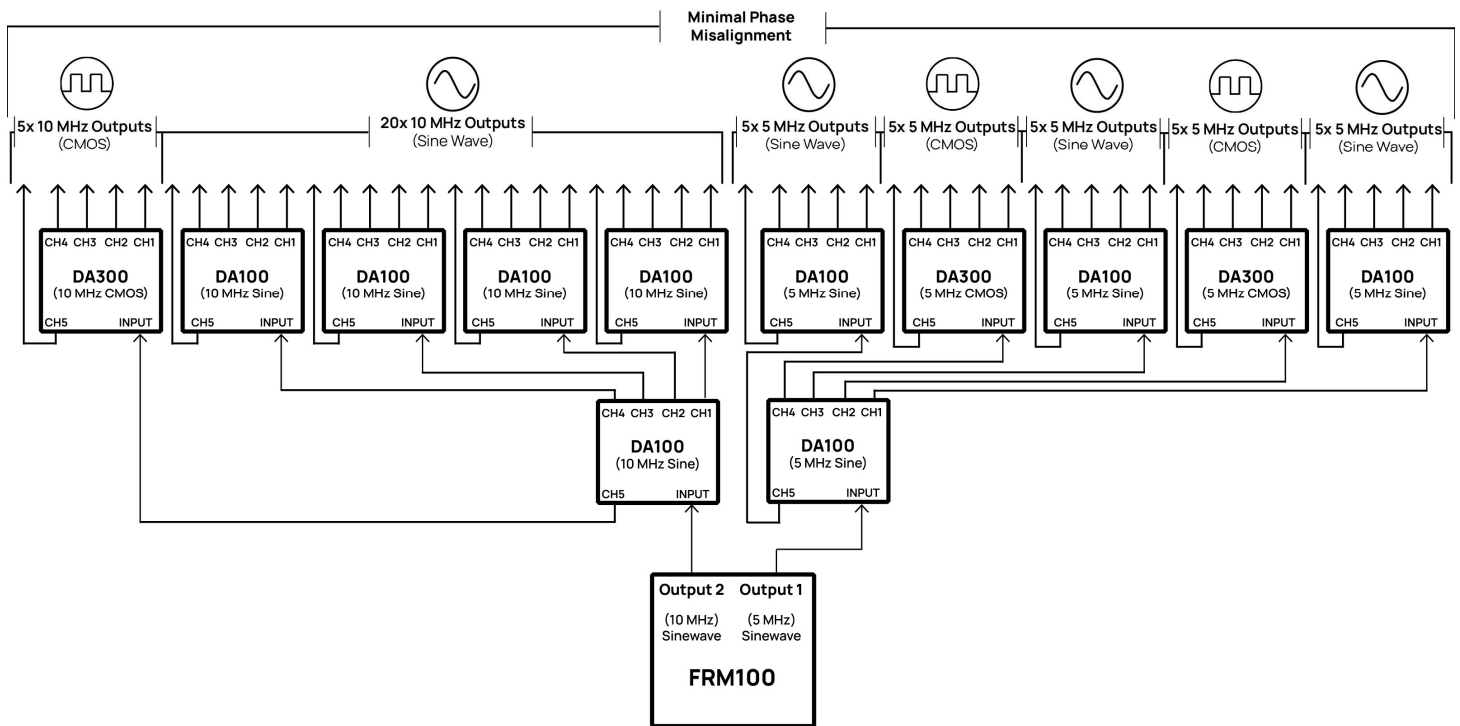 Minimal Phase
Misalignment
5x 10 MHz Outputs
(CMOS)
20x 10 MHz Outputs
(Sine Wave)
5x 5 MHz Outputs
(Sine Wave)
5x 5 MHz Outputs
(CMOS)
5x 5 MHz Outputs
(Sine Wave)
5x 5 MHz Outputs
(CMOS)
5x 5 MHz Outputs
(Sine Wave)
CH4 CH3 CH2 CH1
DA300
(10 MHz CMOS)
CH5 INPUT
CH4 CH3 CH2 CH1
DA100
(10 MHz Sine)
CH5 INPUT
CH4 CH3 CH2 CH1
DA100
(10 MHz Sine)
CH5 INPUT
CH4 CH3 CH2 CH1
DA100
(10 MHz Sine)
CH5 INPUT
CH4 CH3 CH2 CH1
DA100
(10 MHz Sine)
CH5 INPUT
CH4 CH3 CH2 CH1
DA100
(5 MHz Sine)
CH5 INPUT
CH4 CH3 CH2 CH1
DA300
(5 MHz CMOS)
CH5 INPUT
CH4 CH3 CH2 CH1
DA100
(5 MHz Sine)
CH5 INPUT
CH4 CH3 CH2 CH1
DA300
(5 MHz CMOS)
CH5 INPUT
CH4 CH3 CH2 CH1
DA100
(5 MHz Sine)
CH5 INPUT
CH4 CH3 CH2 CH1
DA100
(10 MHz Sine)
CH5 INPUT
CH4 CH3 CH2 CH1
DA100
(5 MHz Sine)
CH5 INPUT
Output 2 Output 1
(10 MHz) (5 MHz)
Sinewave Sinewave
FRM100